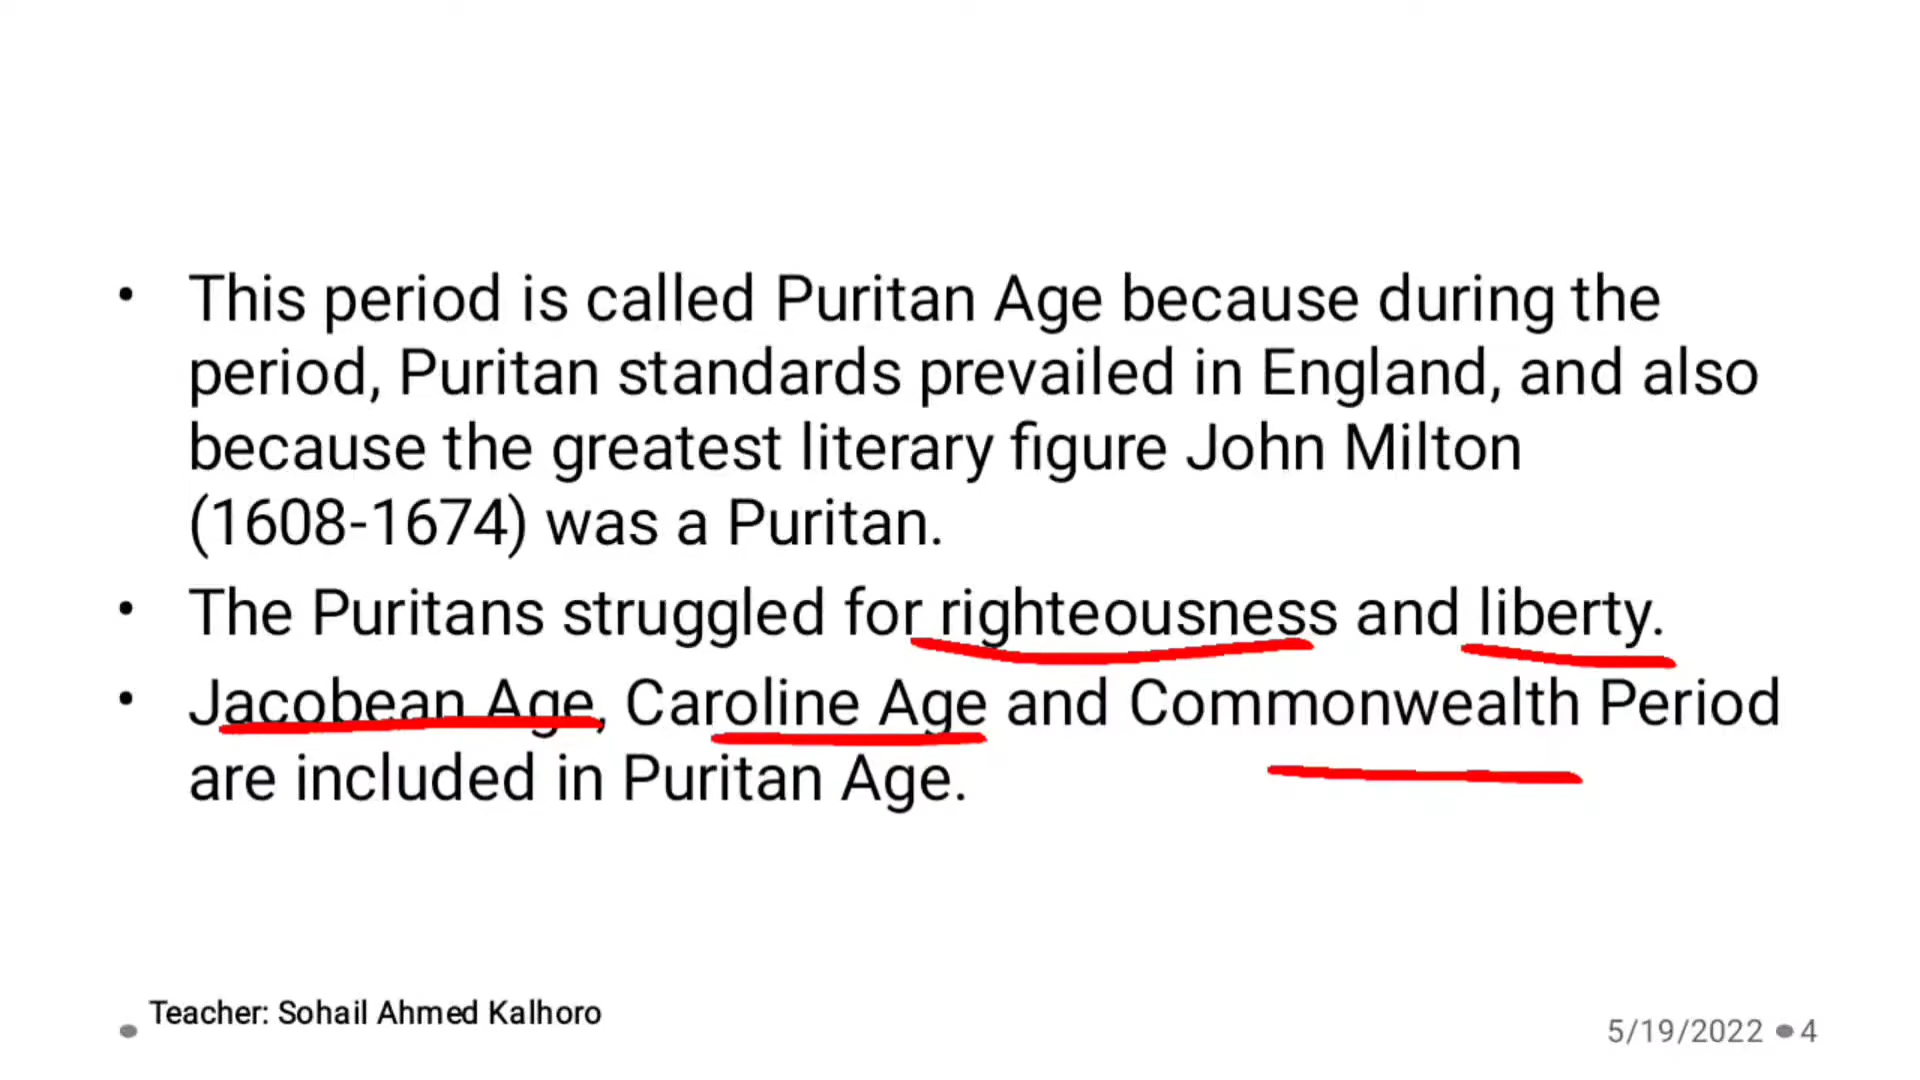 • This period is called Puritan Age because during the
period, Puritan standards prevailed in England, and also
because the greatest literary figure John Milton
(1608-1674) was a Puritan.
• The Puritans struggled for righteousness and liberty.
• Jacobean Age, Caroline Age and Commonwealth Period
are included in Puritan Age.
Teacher: Sohail Ahmed Kalhoro
5/19/2022 ● 4